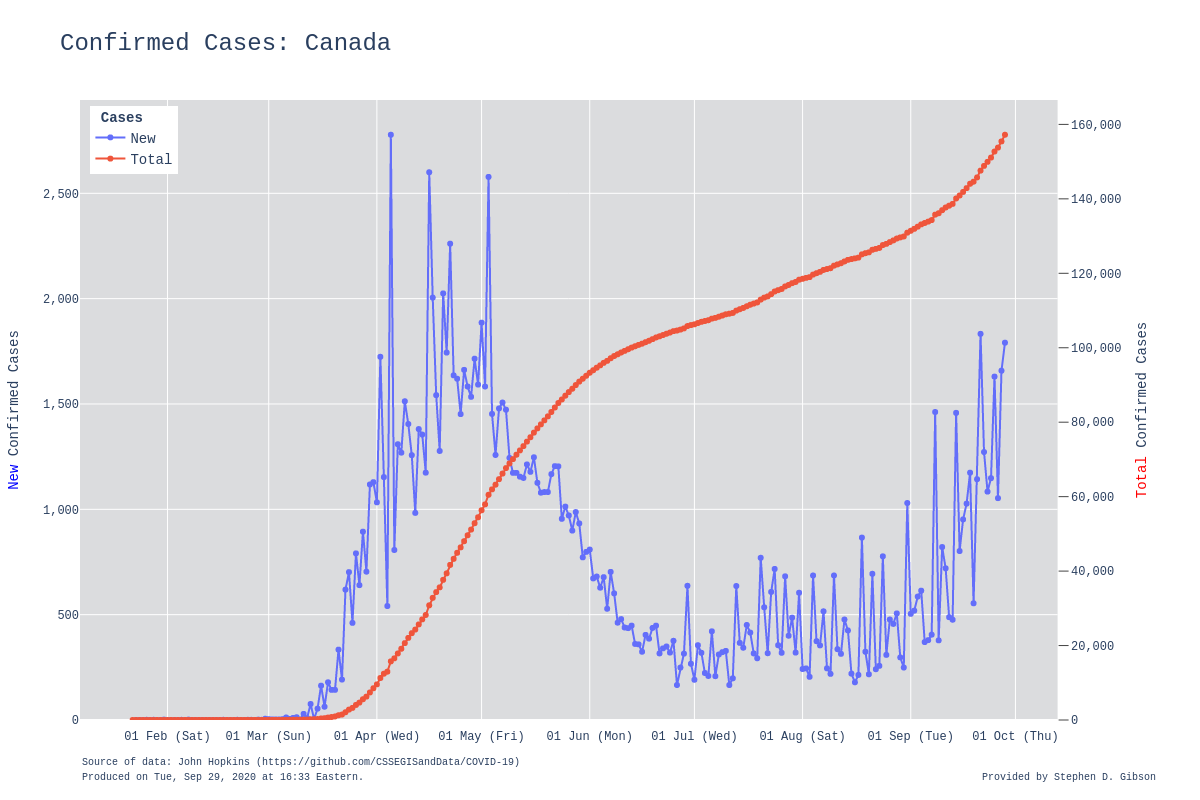 Confirmed Cases: Canada
Cases
New
Total
2,500
2,000
1,500
1,000
500
0
160,000
140,000
120,000
100,000
80,000
60,000
40,000
20,000
0
New Confirmed Cases
Total Confirmed Cases
01 Feb (Sat)
01 Mar (Sun)
01 Apr (Wed)
01 May (Fri)
01 Jun (Mon)
01 Jul (Wed)
01 Aug (Sat)
01 Sep (Tue)
01 Oct (Thu)
Source of data: John Hopkins (https://github.com/CSSEGISandData/COVID-19)
Produced on Tue, Sep 29, 2020 at 16:33 Eastern.
Provided by Stephen D. Gibson